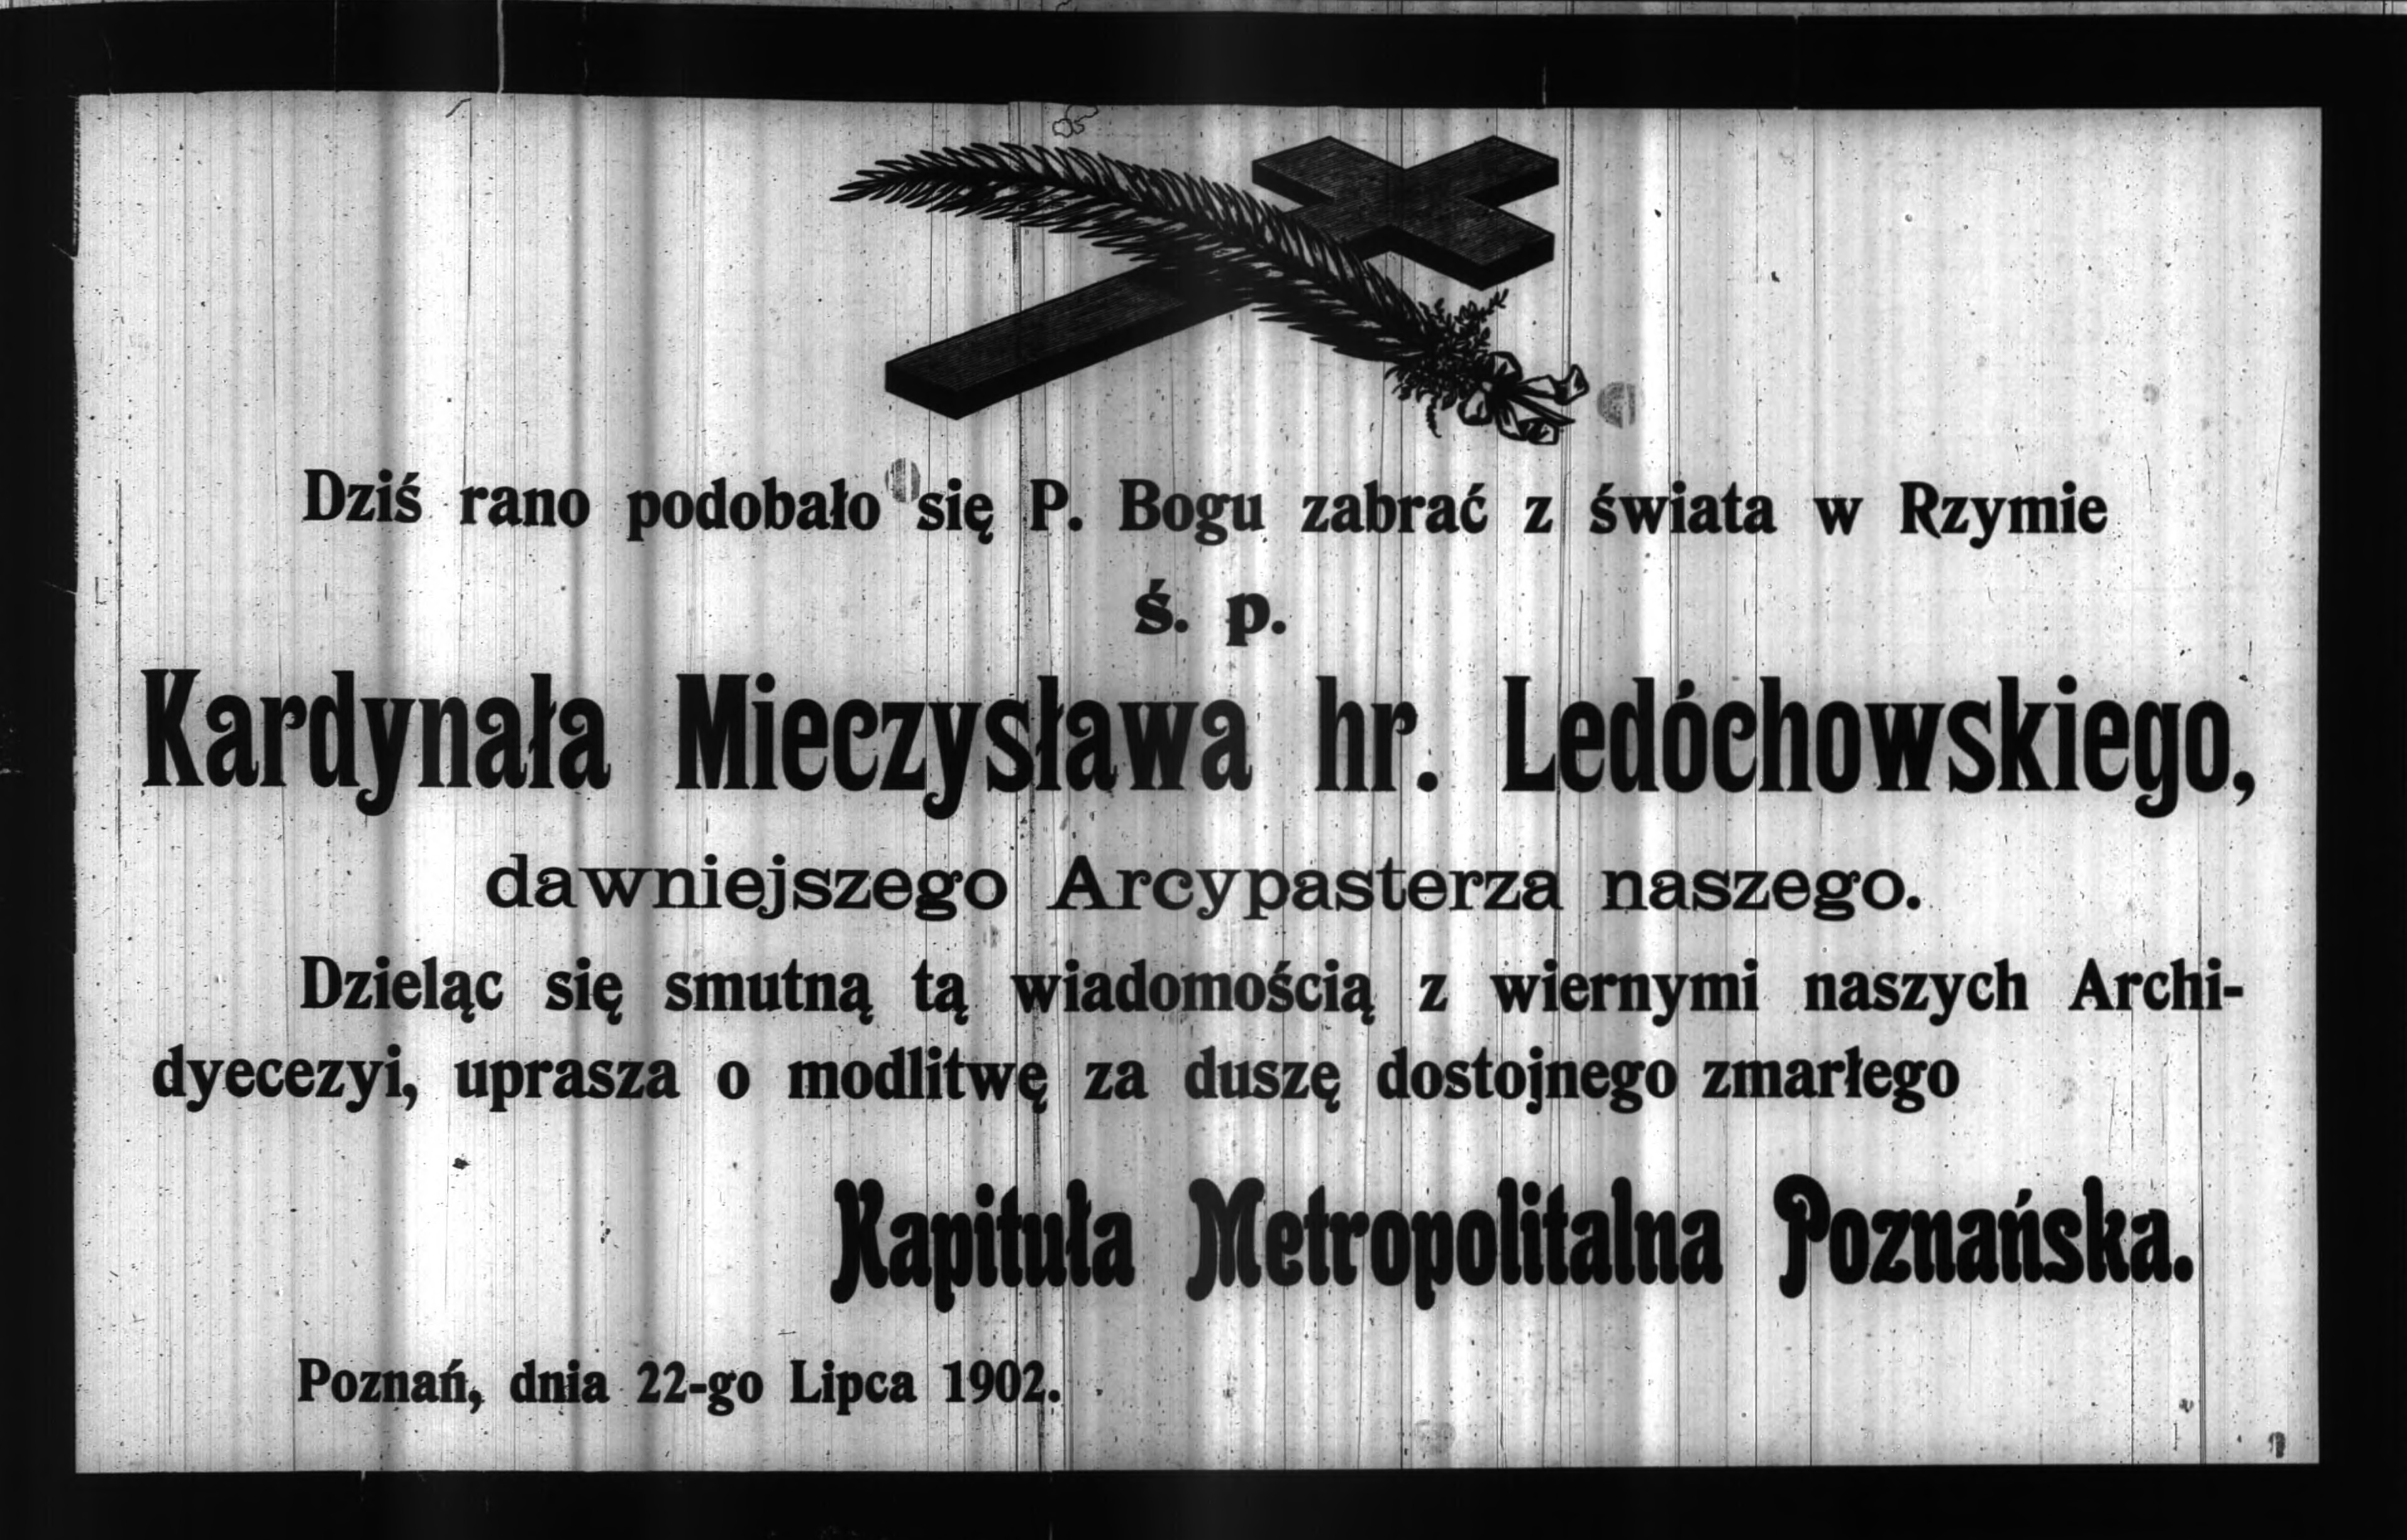 Dziś rano podobało się P. Bogu zabrać z świata w Rzymie
ś. p.
Kardynała Mieczysława hr. Ledóchowskiego,
dawniejszego Arcypasterza naszego.
Dzieląc się smutną tą wiadomością z wiernymi naszych Archi-
dyecezyi, uprasza o modlitwę za duszę dostojnego zmarłego
Kapituła Metropolitalna Poznańska.
Poznań, dnia 22-go Lipca 1902.